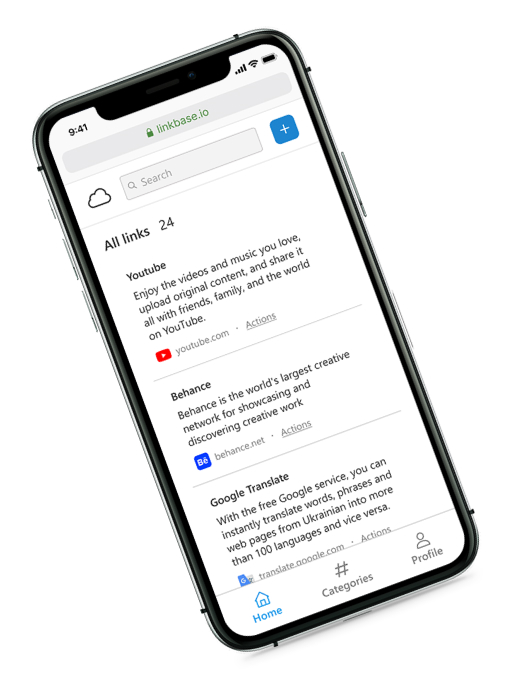 9:41
linkbase.io
Search
All links 24
Youtube
Enjoy the videos and music you love,
upload original content, and share it
all with friends, family, and the world
on YouTube.
youtube.com · Actions
Behance
Behance is the world's largest creative
network for showcasing and
discovering creative work
Bē behance.net · Actions
Google Translate
With the free Google service, you can
instantly translate words, phrases and
web pages from Ukrainian into more
than 100 languages and vice versa.
G translate.google.com · Actions
Home
Categories
Profile